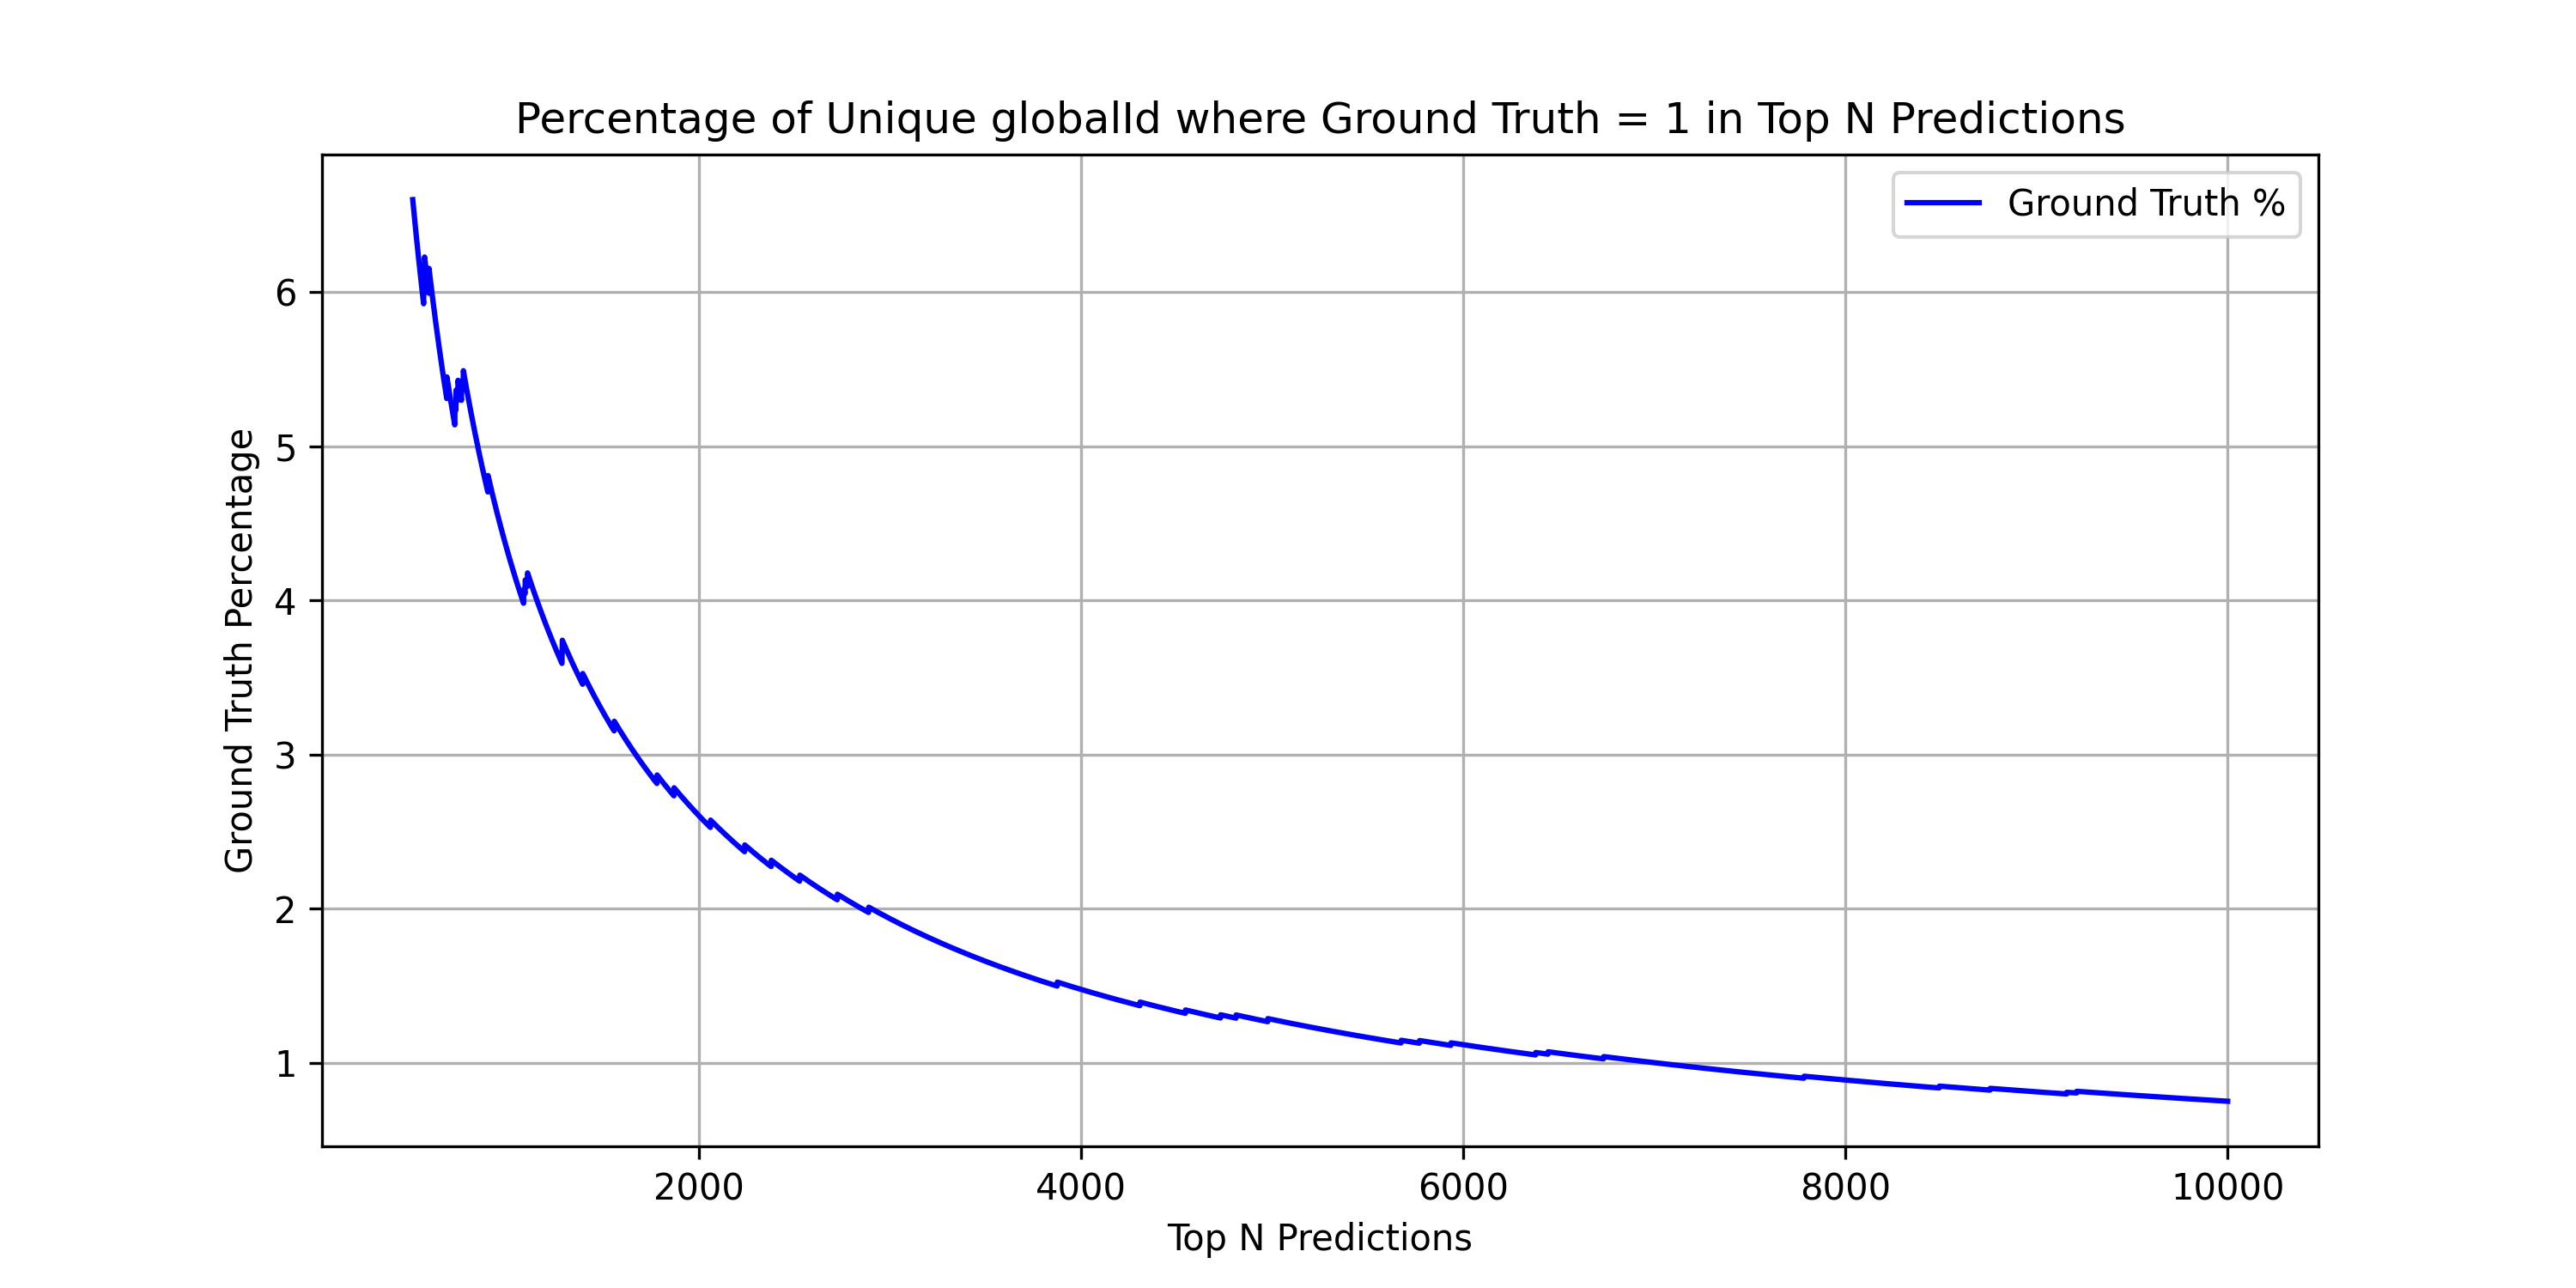 Percentage of Unique globalId where Ground Truth = 1 in Top N Predictions
Ground Truth %
Ground Truth Percentage
6
5
4
3
2
1
2000 4000 6000 8000 10000
Top N Predictions